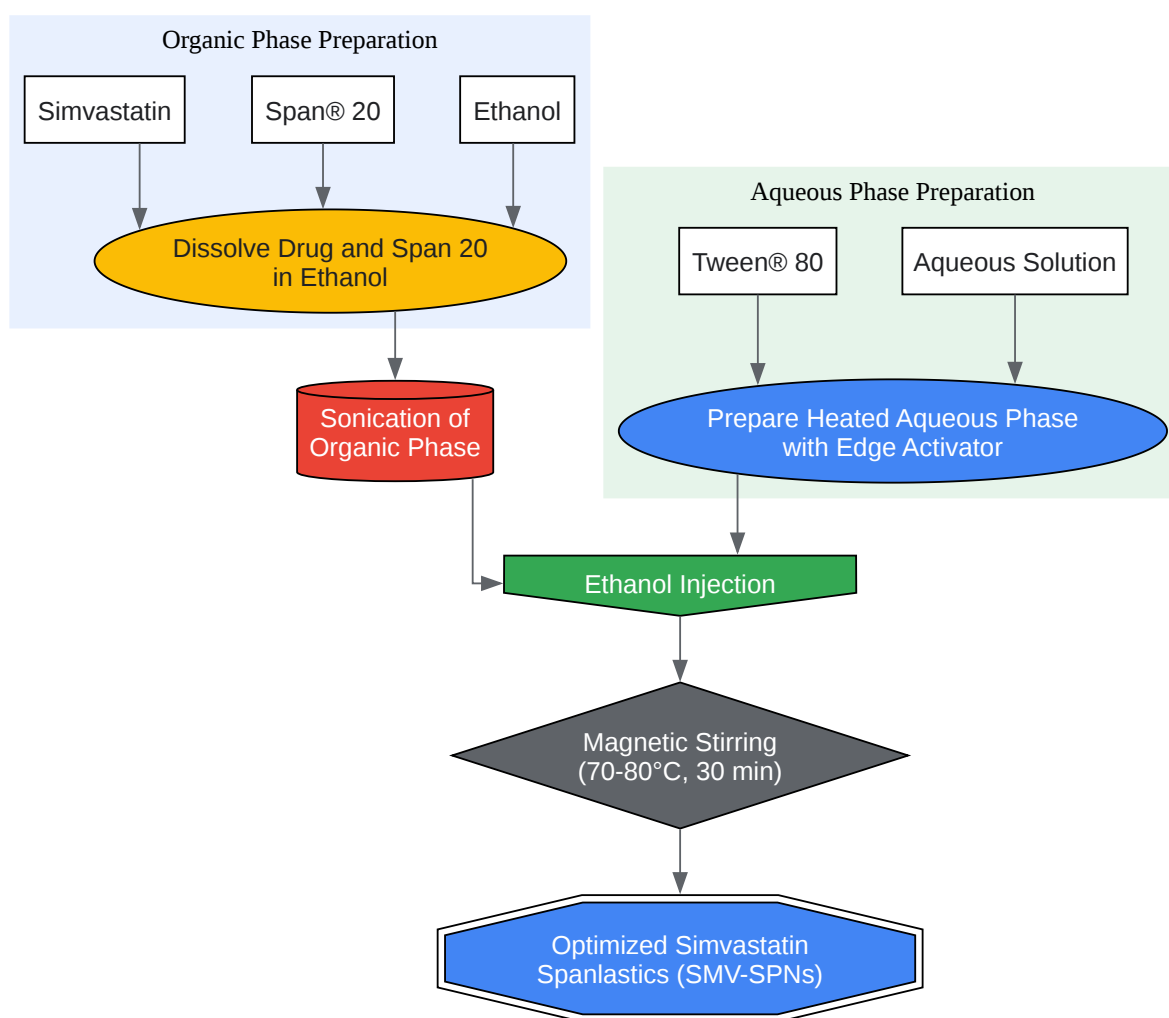 Organic Phase Preparation
Simvastatin
Span® 20
Ethanol
Dissolve Drug and Span 20
in Ethanol
Aqueous Phase Preparation
Tween® 80
Aqueous Solution
Sonication of
Organic Phase
Prepare Heated Aqueous Phase
with Edge Activator
Ethanol Injection
Magnetic Stirring
(70-80°C, 30 min)
Optimized Simvastatin
Spanlastics (SMV-SPNs)